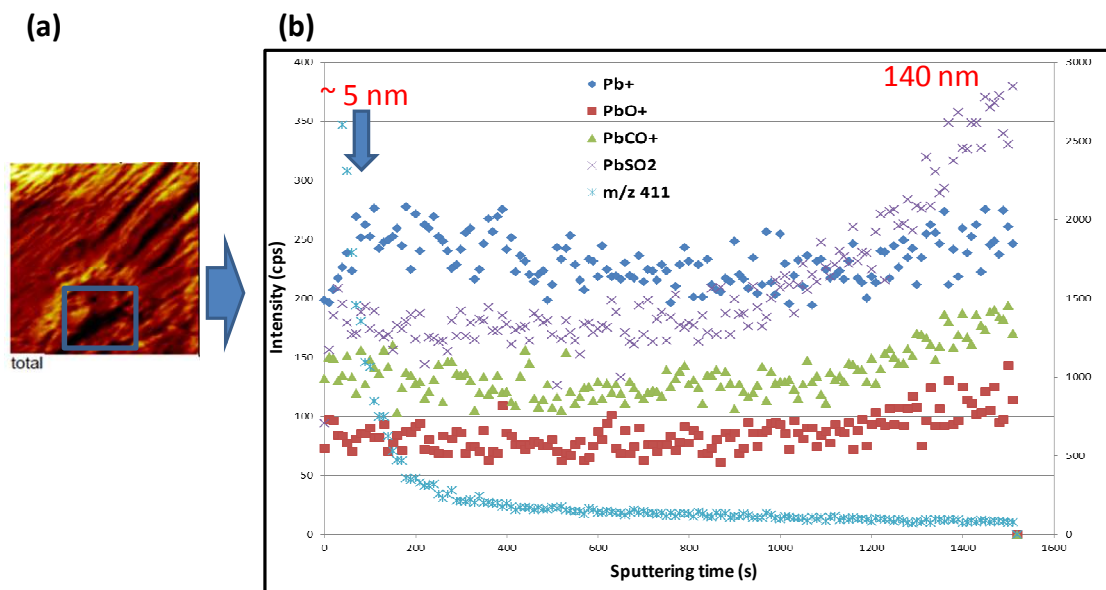 (a)
(b)
total
~ 5 nm
140 nm
Pb+
PbO+
PbCO+
PbSO2
m/z 411
Intensity (cps)
400
350
300
250
200
150
100
50
0
3000
2500
2000
1500
1000
500
0
0 200 400 600 800 1000 1200 1400 1600
Sputtering time (s)